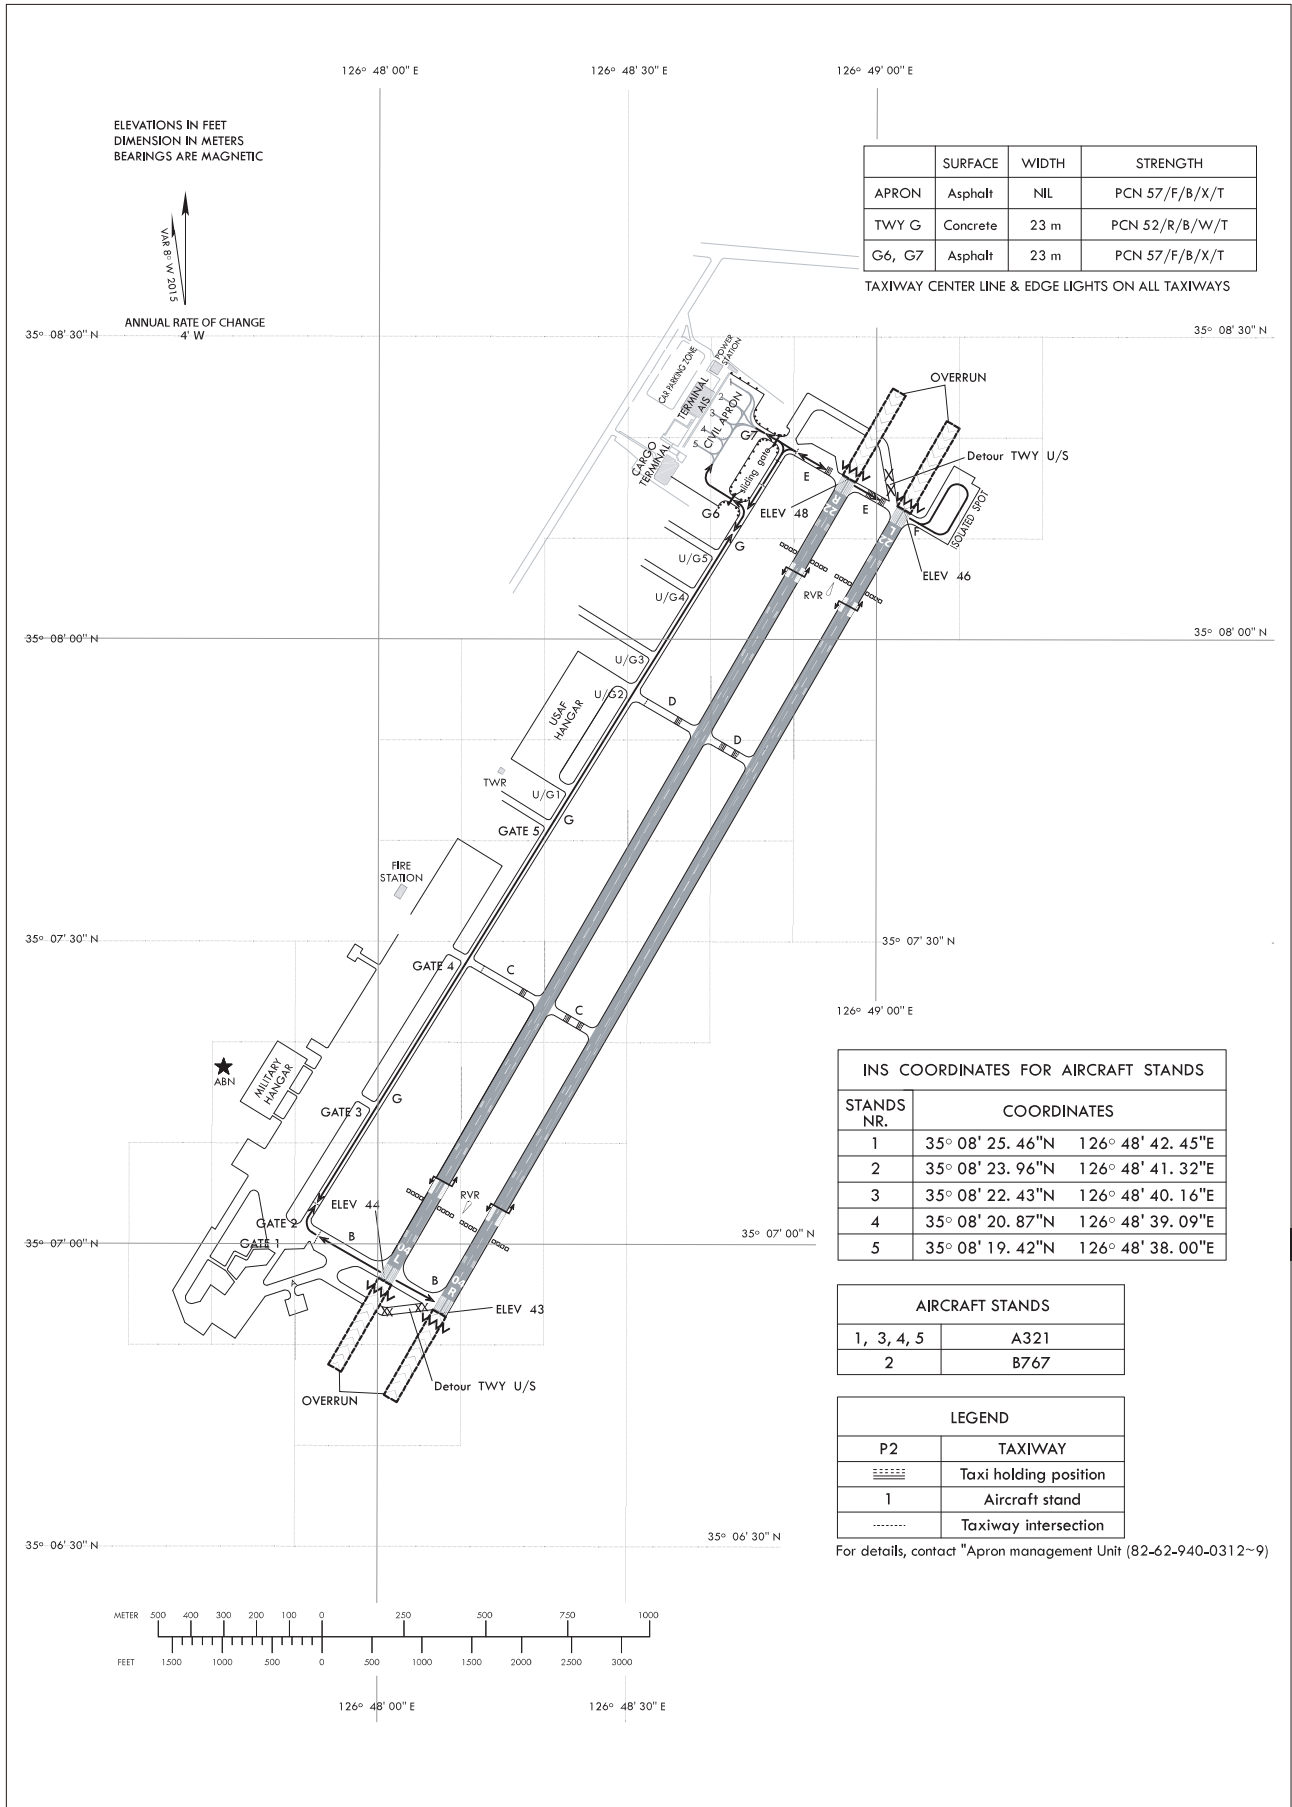 126° 48' 00" E
126° 48' 30" E
126° 49' 00" E
ELEVATIONS IN FEET
DIMENSION IN METERS
BEARINGS ARE MAGNETIC
VAR 8° W 2015
ANNUAL RATE OF CHANGE
4' W
SURFACE WIDTH STRENGTH
APRON Asphalt NIL PCN 57/F/B/X/T
TWY G Concrete 23 m PCN 52/R/B/W/T
G6, G7 Asphalt 23 m PCN 57/F/B/X/T
TAXIWAY CENTER LINE & EDGE LIGHTS ON ALL TAXIWAYS
35° 08' 30" N
35° 08' 30" N
POWER
STATION
CAR PARKING ZONE
TERMINAL
AIS
CIVIL APRON
1
2
3
4
5
CARGO
TERMINAL
G7
sliding gate
G6
OVERRUN
Detour TWY U/S
E
E
ELEV 48
22
R
22
L
F
ISOLATED SPOT
ELEV 46
G
U/G5
U/G4
RVR
35° 08' 00" N
35° 08' 00" N
U/G3
U/G2
D
D
USAF
HANGAR
TWR
U/G1
G
GATE 5
FIRE
STATION
35° 07' 30" N
35° 07' 30" N
GATE 4
C
C
126° 49' 00" E
ABN
MILITARY
HANGAR
GATE 3
G
INS COORDINATES FOR AIRCRAFT STANDS
STANDS
NR.
COORDINATES
1 35° 08' 25. 46"N 126° 48' 42. 45"E
2 35° 08' 23. 96"N 126° 48' 41. 32"E
3 35° 08' 22. 43"N 126° 48' 40. 16"E
4 35° 08' 20. 87"N 126° 48' 39. 09"E
5 35° 08' 19. 42"N 126° 48' 38. 00"E
ELEV 44
RVR
GATE 2
GATE 1
35° 07' 00" N
35° 07' 00" N
B
B
A
04
L
04
R
ELEV 43
OVERRUN
Detour TWY U/S
AIRCRAFT STANDS
1, 3, 4, 5 A321
2 B767
LEGEND
P2 TAXIWAY
Taxi holding position
1 Aircraft stand
Taxiway intersection
35° 06' 30" N
35° 06' 30" N
For details, contact "Apron management Unit (82-62-940-0312~9)
METER 500 400 300 200 100 0 250 500 750 1000
FEET 1500 1000 500 0 500 1000 1500 2000 2500 3000
126° 48' 00" E
126° 48' 30" E